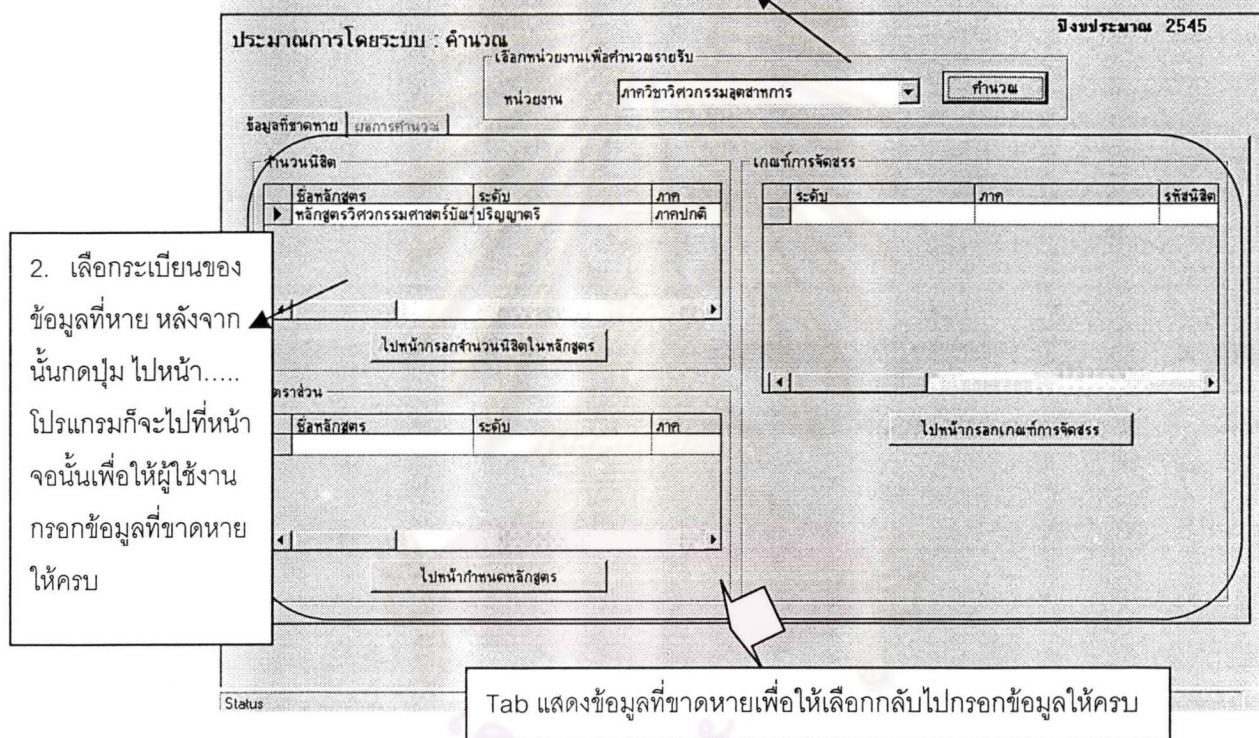 ปีงบประมาณ 2545
ประมาณการโดยระบบ : คำนวณ
เลือกหน่วยงานเพื่อคำนวณรายรับ
หน่วยงาน ภาควิชาวิศวกรรมอุตสาหการ คำนวณ
ข้อมูลที่ขาดหาย ผลการคำนวณ
จำนวนนิสิต เกณฑ์การจัดสรร
ชื่อหลักสูตร ระดับ ภาค ระดับ ภาค รหัสนิสิต
หลักสูตรวิศวกรรมศาสตร์บัณฑ ปริญญาตรี ภาคปกติ
2. เลือกระเบียนของ
ข้อมูลที่หาย หลังจาก
นั้นกดปุ่ม ไปหน้า.....
โปรแกรมก็จะไปที่หน้า
จอนั้นเพื่อให้ผู้ใช้งาน
กรอกข้อมูลที่ขาดหาย
ให้ครบ
ไปหน้ากรอกจำนวนนิสิตในหลักสูตร
ตราส่วน
ชื่อหลักสูตร ระดับ ภาค
ไปหน้ากรอกเกณฑ์การจัดสรร
ไปหน้ากำหนดหลักสูตร
Tab แสดงข้อมูลที่ขาดหายเพื่อให้เลือกกลับไปกรอกข้อมูลให้ครบ
Status